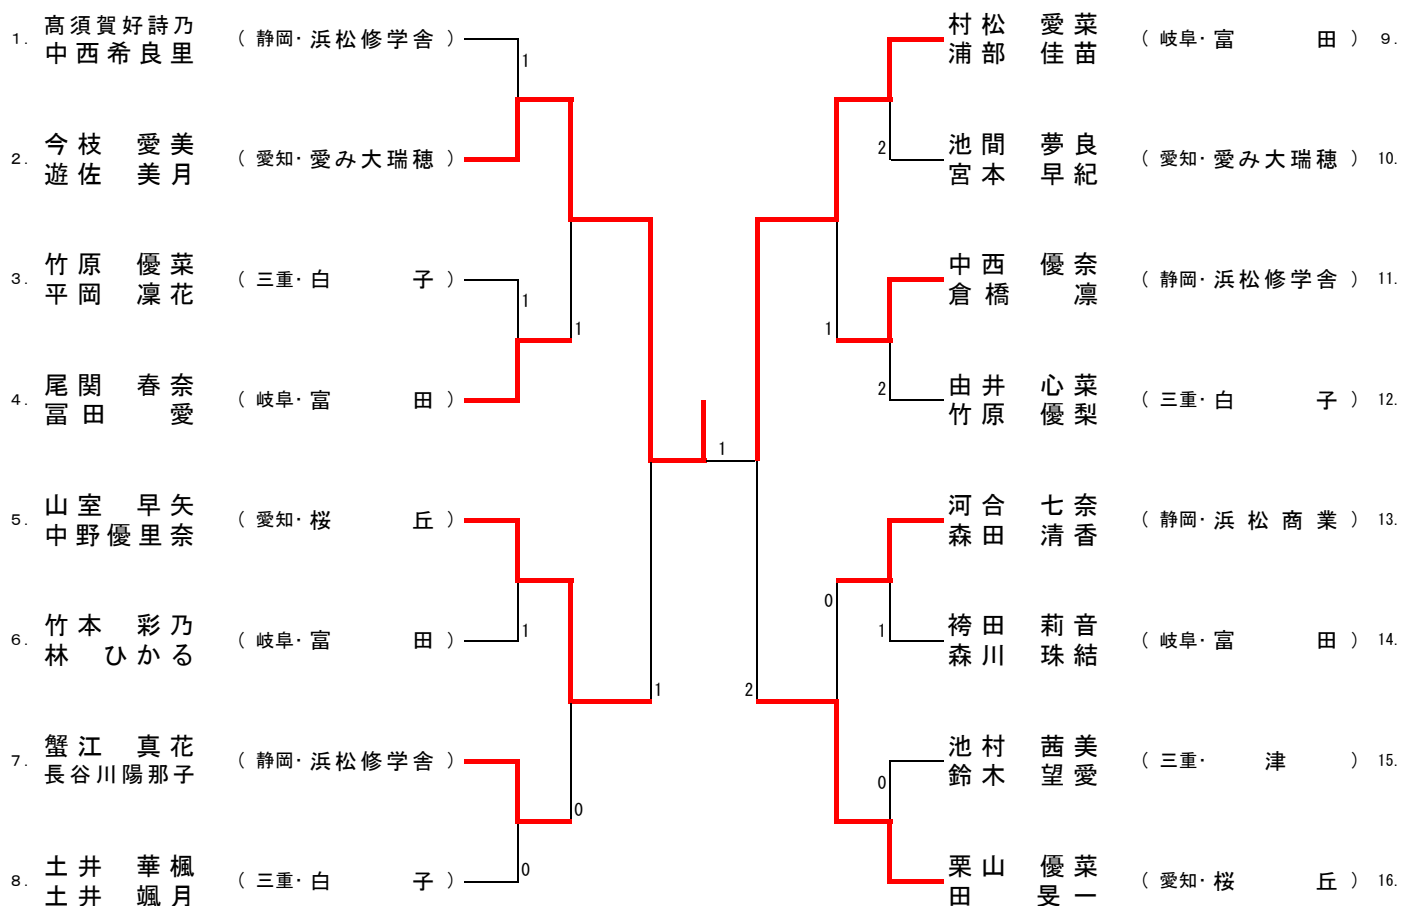 1. 髙須賀好詩乃 中西希良里 （ 静岡・浜松修学舎 ）
1
2. 今枝 愛美 遊佐 美月 （ 愛知・愛み大瑞穂 ）
3. 竹原 優菜 平岡 凜花 （ 三重・白 子 ）
1
1
4. 尾関 春奈 冨田 愛 （ 岐阜・富 田 ）
5. 山室 早矢 中野優里奈 （ 愛知・桜 丘 ）
6. 竹本 彩乃 林 ひかる （ 岐阜・富 田 ）
1
1
7. 蟹江 真花 長谷川陽那子 （ 静岡・浜松修学舎 ）
0
0
8. 土井 華楓 土井 颯月 （ 三重・白 子 ）
1
村松 愛菜 浦部 佳苗 （ 岐阜・富 田 ） 9.
2
池間 夢良 宮本 早紀 （ 愛知・愛み大瑞穂 ） 10.
中西 優奈 倉橋 凛 （ 静岡・浜松修学舎 ） 11.
1
2
由井 心菜 竹原 優梨 （ 三重・白 子 ） 12.
河合 七奈 森田 清香 （ 静岡・浜松商業 ） 13.
0
1
袴田 莉音 森川 珠結 （ 岐阜・富 田 ） 14.
2
池村 茜美 鈴木 望愛 （ 三重・ 津 ） 15.
0
栗山 優菜 田 旻一 （ 愛知・桜 丘 ） 16.